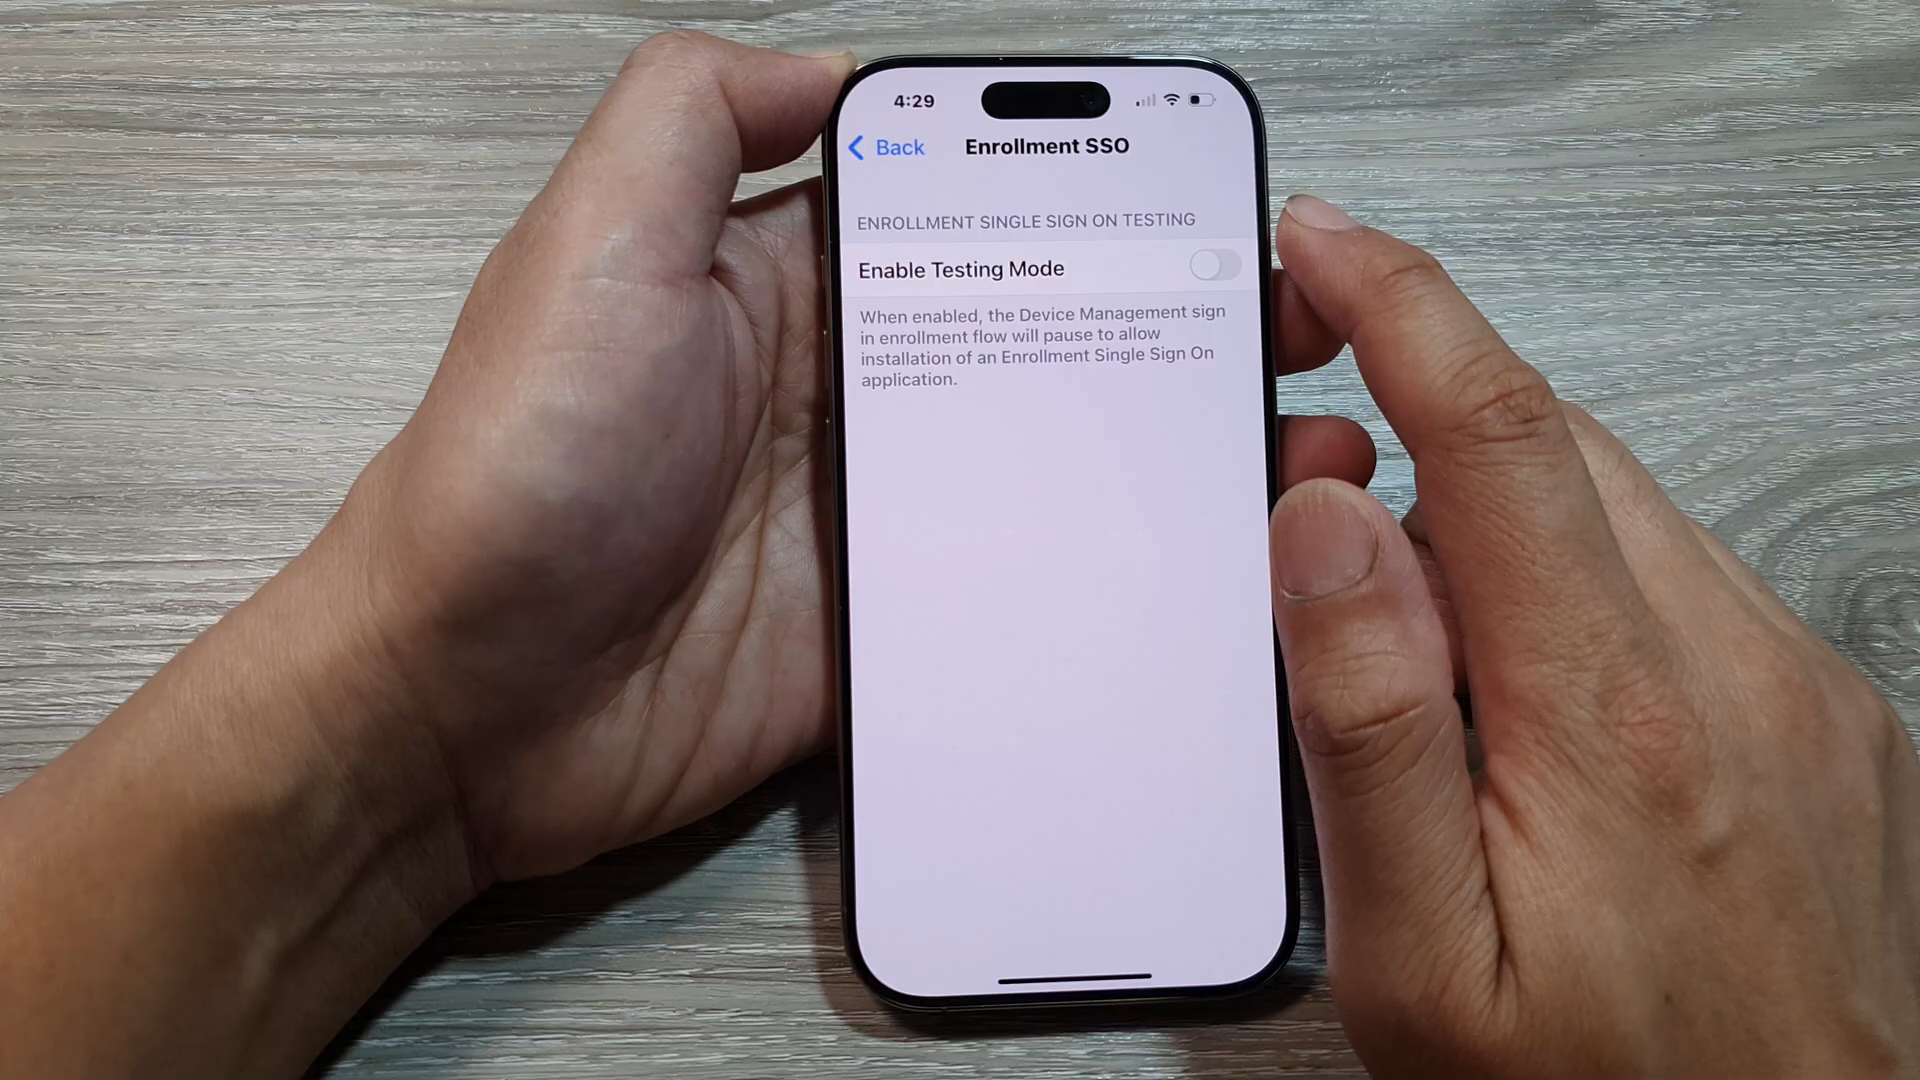 4:29
Back
Enrollment SSO
ENROLLMENT SINGLE SIGN ON TESTING
Enable Testing Mode
When enabled, the Device Management sign
in enrollment flow will pause to allow
installation of an Enrollment Single Sign On
application.